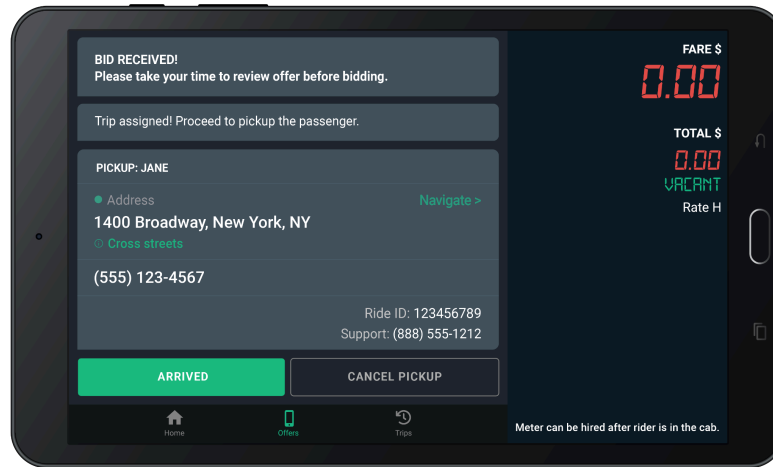 BID RECEIVED!
Please take your time to review offer before bidding.
Trip assigned! Proceed to pickup the passenger.
PICKUP: JANE
Address
Navigate >
1400 Broadway, New York, NY
Cross streets
(555) 123-4567
Ride ID: 123456789
Support: (888) 555-1212
ARRIVED
CANCEL PICKUP
Home
Offers
Trips
FARE $
0.00
TOTAL $
0.00
VACANT
Rate H
Meter can be hired after rider is in the cab.